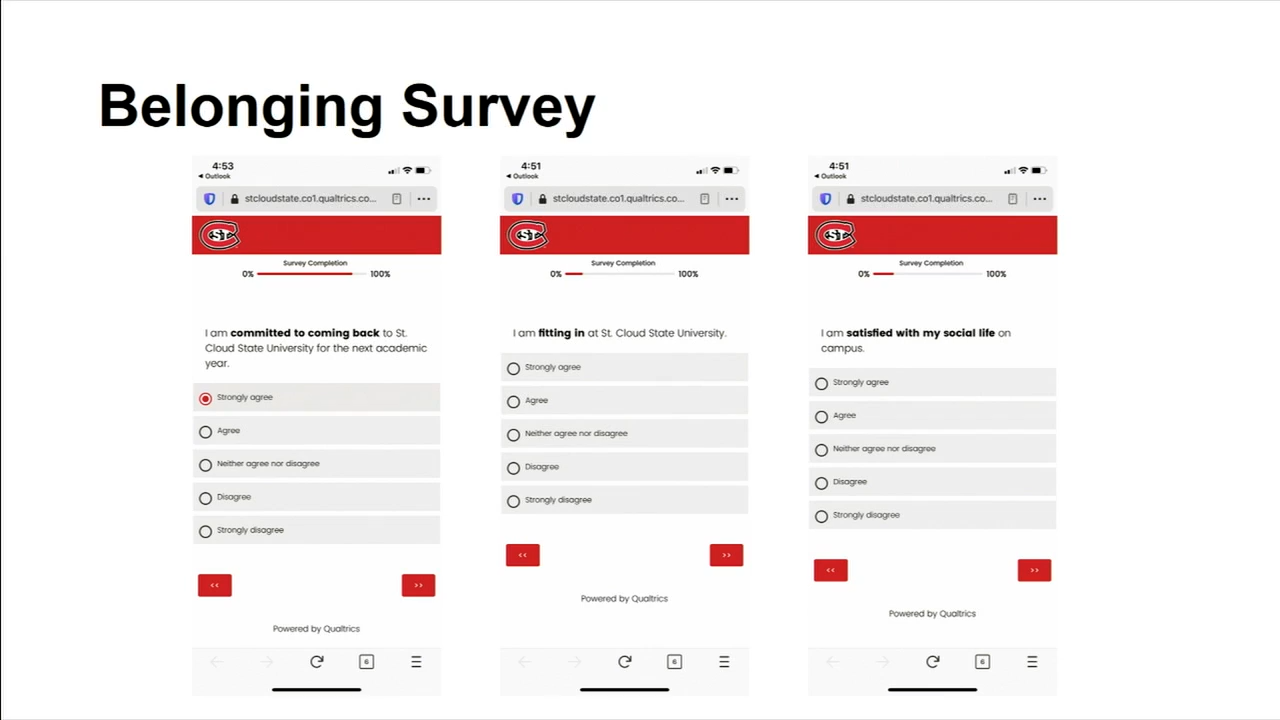 Belonging Survey
4:53
Outlook
stcloudstate.co1.qualtrics.co...
Survey Completion
0% 100%
I am committed to coming back to St.
Cloud State University for the next academic
year.
Strongly agree
Agree
Neither agree nor disagree
Disagree
Strongly disagree
<< >>
Powered by Qualtrics
6
4:51
Outlook
stcloudstate.co1.qualtrics.co...
Survey Completion
0% 100%
I am fitting in at St. Cloud State University.
Strongly agree
Agree
Neither agree nor disagree
Disagree
Strongly disagree
<< >>
Powered by Qualtrics
6
4:51
Outlook
stcloudstate.co1.qualtrics.co...
Survey Completion
0% 100%
I am satisfied with my social life on
campus.
Strongly agree
Agree
Neither agree nor disagree
Disagree
Strongly disagree
<< >>
Powered by Qualtrics
6